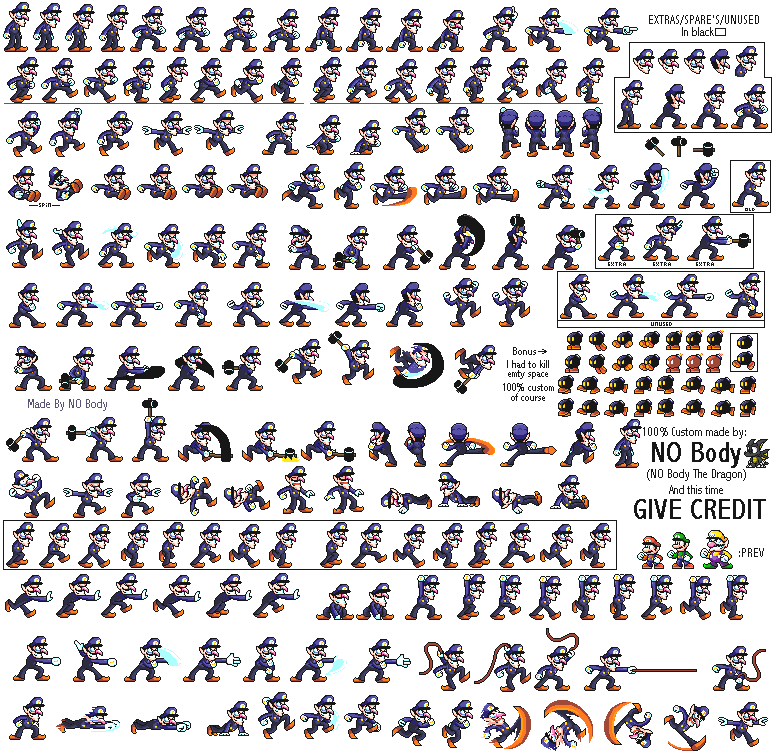 EXTRAS/SPARE'S/UNUSED
In black
SPIN
OLD
EXTRA
EXTRA
EXTRA
UNUSED
Bonus→
I had to kill
emty space
100% custom
of course
Made By NO Body
100% Custom made by:
NO Body
(NO Body The Dragon)
And this time
GIVE CREDIT
:PREV